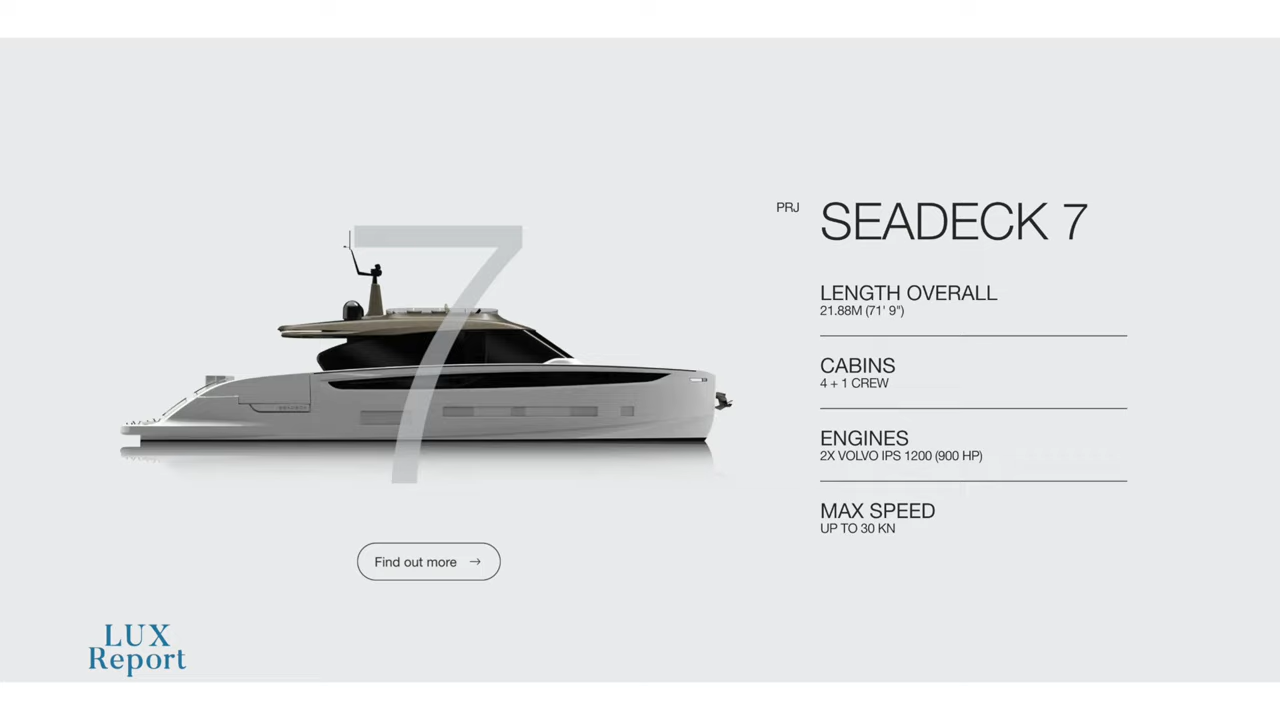 7
PRJ
SEADECK 7
LENGTH OVERALL
21.88M (71' 9")
CABINS
4 + 1 CREW
ENGINES
2X VOLVO IPS 1200 (900 HP)
MAX SPEED
UP TO 30 KN
Find out more →
LUX
Report